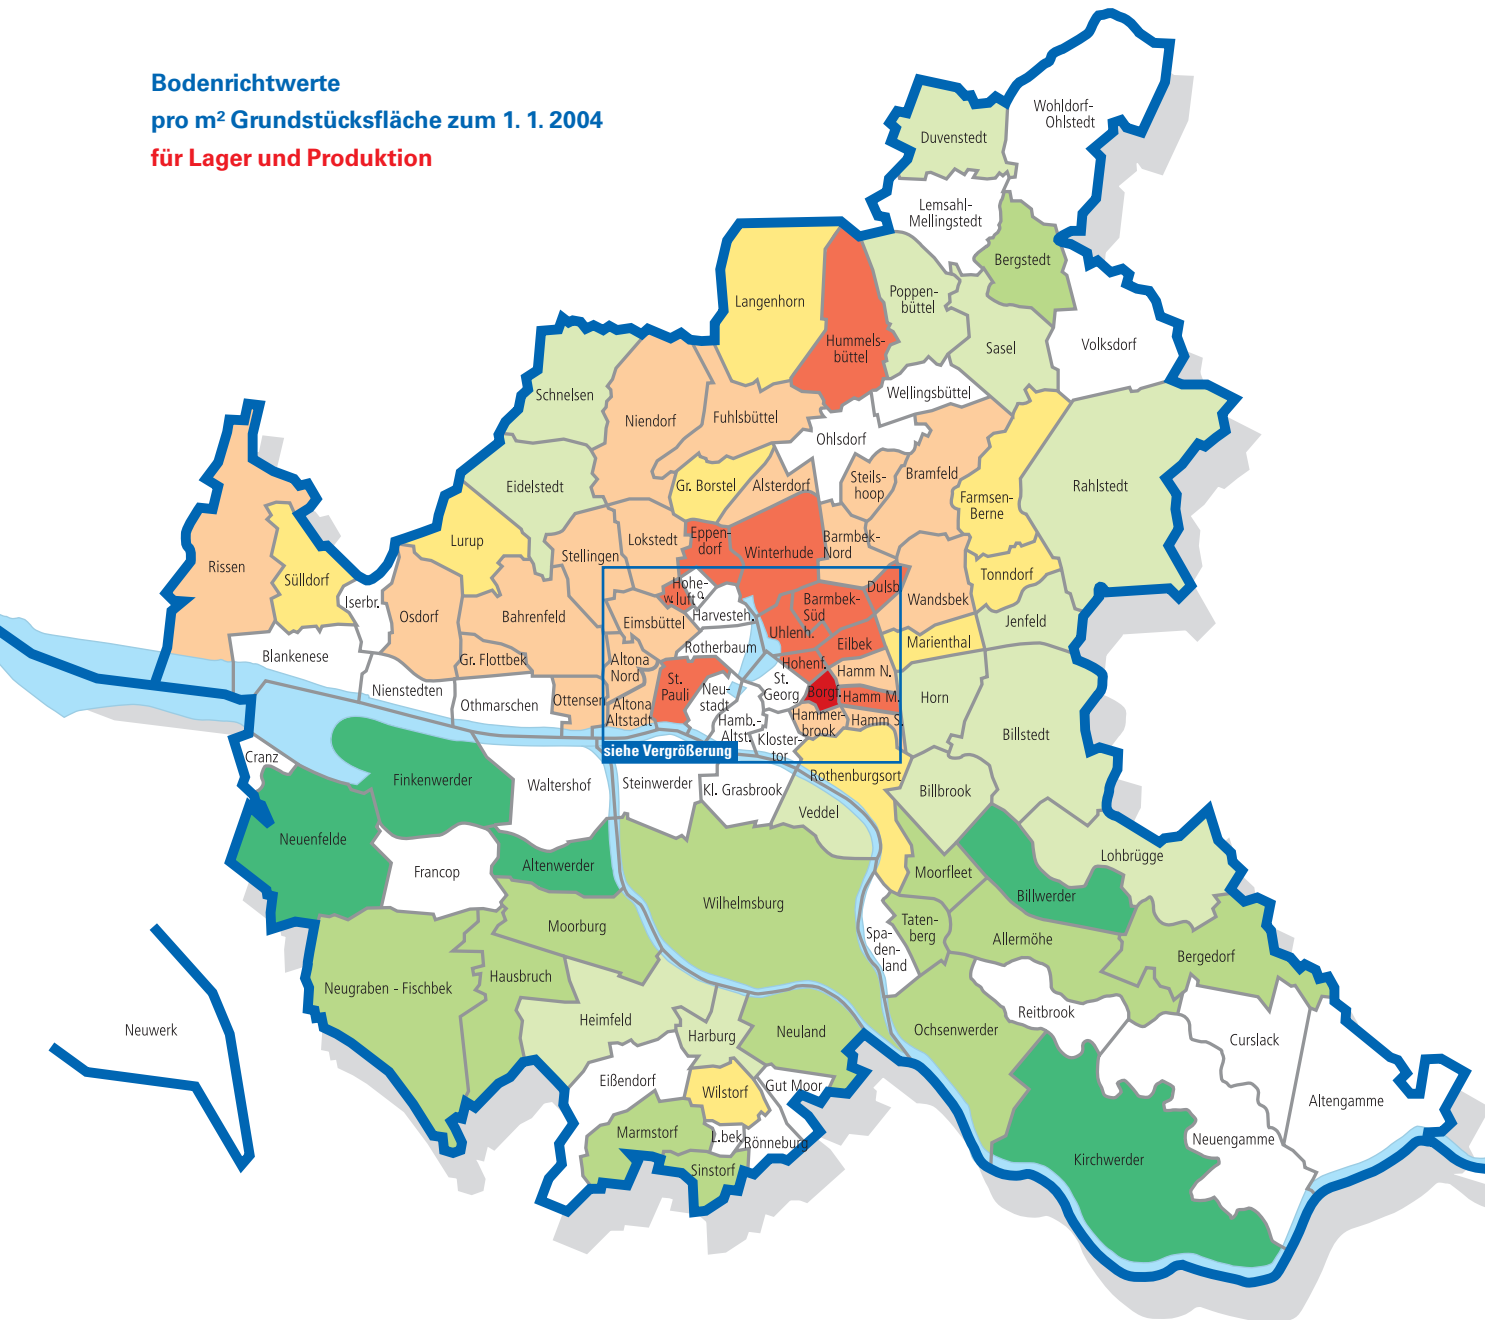 Bodenrichtwerte
pro m² Grundstücksfläche zum 1. 1. 2004
für Lager und Produktion
Wohldorf-
Ohlstedt
Duvenstedt
Lemsahl-
Mellingstedt
Bergstedt
Langenhorn
Poppen-
büttel
Hummels-
büttel
Sasel
Volksdorf
Schnelsen
Wellingsbüttel
Niendorf
Fuhlsbüttel
Ohlsdorf
Eidelstedt
Gr. Borstel
Alsterdorf
Steils-
hoop
Bramfeld
Farmsen-
Berne
Rahlstedt
Lurup
Stellingen
Lokstedt
Eppen-
dorf
Winterhude
Barmbek-
Nord
Rissen
Sülldorf
Tonndorf
Iserbr.
Osdorf
Bahrenfeld
Hohe-
luft
w.
o.
Harvesteh.
Barmbek-
Süd
Dulsb
Wandsbek
Eimsbüttel
Uhlenh.
Eilbek
Marienthal
Jenfeld
Blankenese
Gr. Flottbek
Altona
Nord
Rotherbaum
Hohenf.
Hamm N.
Nienstedten
Othmarschen
Ottensen
Altona
Altstadt
St.
Pauli
Neu-
stadt
St.
Georg
Borgf.
Hamm M.
Horn
Hamb.-
Altst.
Hammer-
brook
Hamm S.
Billstedt
siehe Vergrößerung
Kloster-
tor
Cranz
Finkenwerder
Waltershof
Steinwerder
Kl. Grasbrook
Rothenburgsort
Billbrook
Veddel
Neuenfelde
Francop
Altenwerder
Moorfleet
Lohbrügge
Billwerder
Wilhelmsburg
Moorburg
Spa-
den-
land
Taten-
berg
Allermöhe
Bergedorf
Neugraben - Fischbek
Hausbruch
Heimfeld
Harburg
Neuland
Ochsenwerder
Reitbrook
Curslack
Neuwerk
Eißendorf
Wilstorf
Gut Moor
Altengamme
Marmstorf
L.bek
Rönneburg
Neuengamme
Sinstorf
Kirchwerder